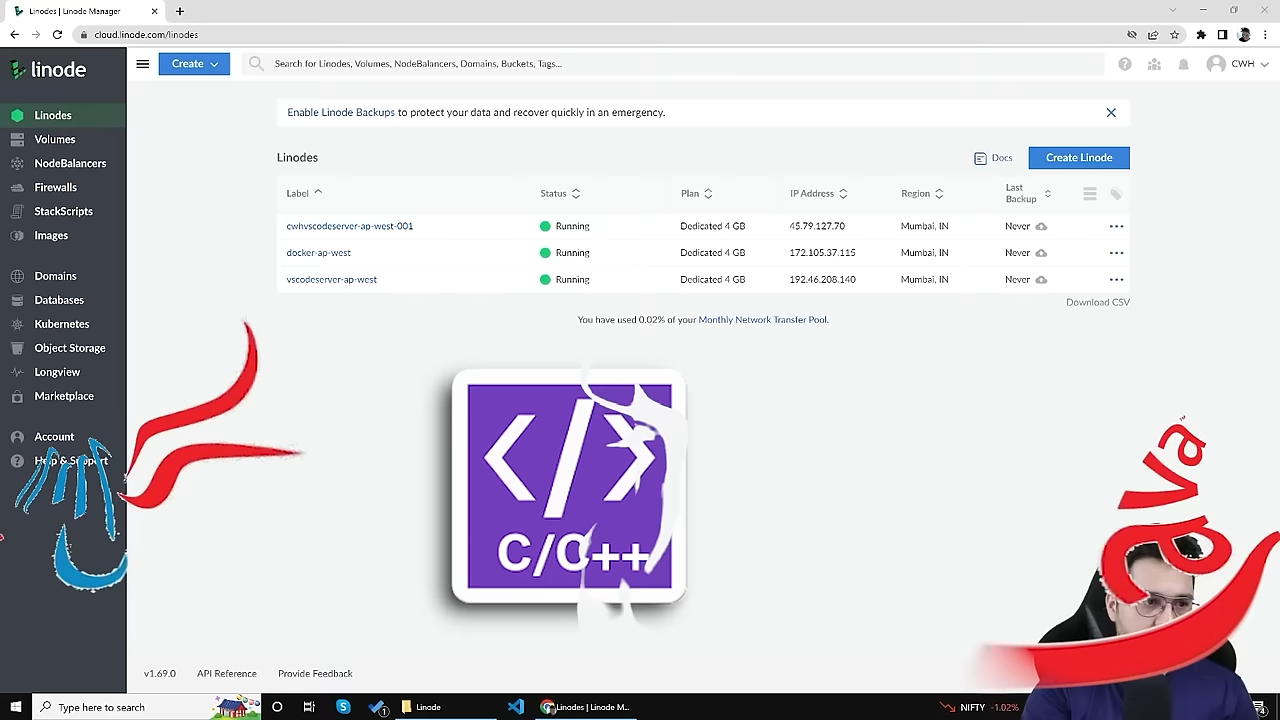 Linodes | Linode Manager
cloud.linode.com/linodes
linode
Create
Search for Linodes, Volumes, NodeBalancers, Domains, Buckets, Tags...
CWH
Linodes
Volumes
NodeBalancers
Firewalls
StackScripts
Images
Domains
Databases
Kubernetes
Object Storage
Longview
Marketplace
Account
Help & Support
Enable Linode Backups to protect your data and recover quickly in an emergency.
Linodes
Docs
Create Linode
Label Status Plan IP Address Region Last Backup
cwhvscodeserver-ap-west-001 Running Dedicated 4 GB 45.79.127.70 Mumbai, IN Never
docker-ap-west Running Dedicated 4 GB 172.105.37.115 Mumbai, IN Never
vscodeserver-ap-west Running Dedicated 4 GB 192.46.208.140 Mumbai, IN Never
Download CSV
You have used 0.02% of your Monthly Network Transfer Pool.
</>
C/C++
Java
v1.69.0 API Reference Provide Feedback
Type here to search
Linode
Linodes | Linode M...
NIFTY -1.02%